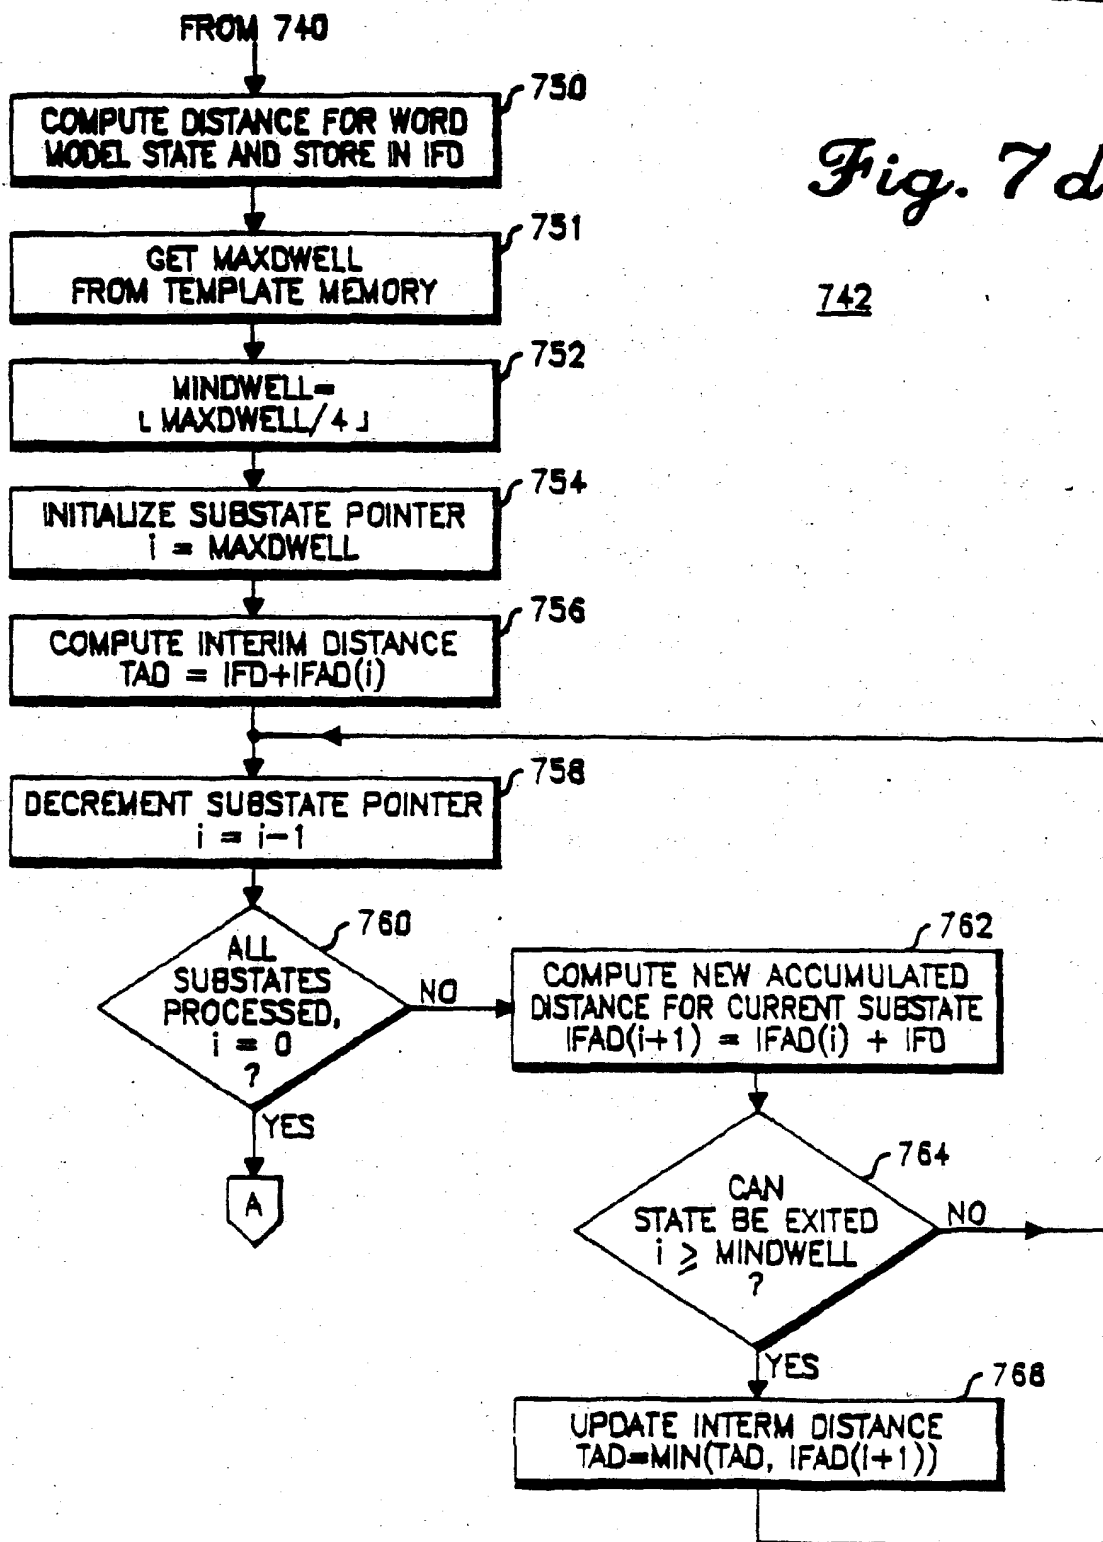 FROM 740
750
COMPUTE DISTANCE FOR WORD
MODEL STATE AND STORE IN IFD
Fig. 7d
751
GET MAXDWELL
FROM TEMPLATE MEMORY
742
752
MINDWELL=
⌊ MAXDWELL/4 ⌋
754
INITIALIZE SUBSTATE POINTER
i = MAXDWELL
756
COMPUTE INTERIM DISTANCE
TAD = IFD+IFAD(i)
758
DECREMENT SUBSTATE POINTER
i = i-1
760
ALL
SUBSTATES
PROCESSED,
i = 0
?
NO
YES
A
762
COMPUTE NEW ACCUMULATED
DISTANCE FOR CURRENT SUBSTATE
IFAD(i+1) = IFAD(i) + IFD
764
CAN
STATE BE EXITED
i ≥ MINDWELL
?
NO
YES
768
UPDATE INTERM DISTANCE
TAD=MIN(TAD, IFAD(i+1))